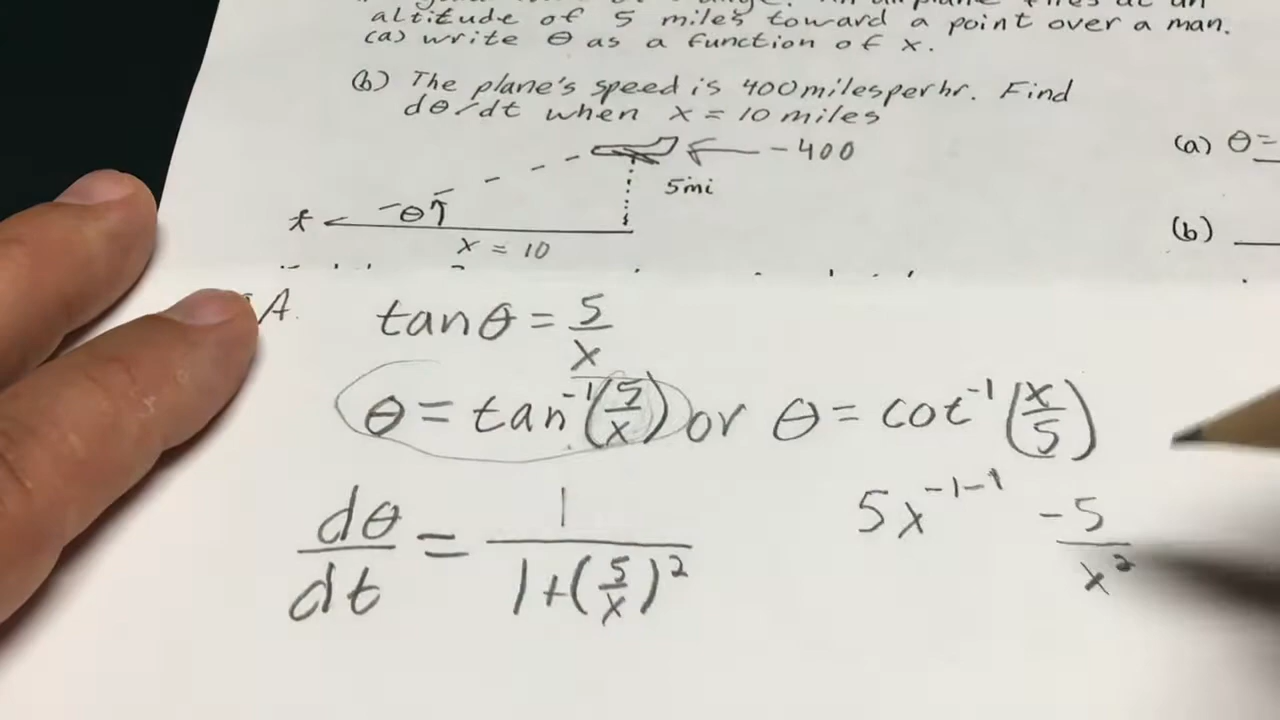 altitude of 5 miles toward a point over a man.
(a) write θ as a function of x.
(b) The plane's speed is 400 miles per hr. Find
dθ/dt when x = 10 miles
(a) θ =
← -400
5mi
θ
x = 10
(b)
A.
tan θ = 5/x
θ = tan⁻¹(5/x) or θ = cot⁻¹(x/5)
dθ/dt = 1/(1+(5/x)²)
5x⁻¹⁻¹ -5/x²